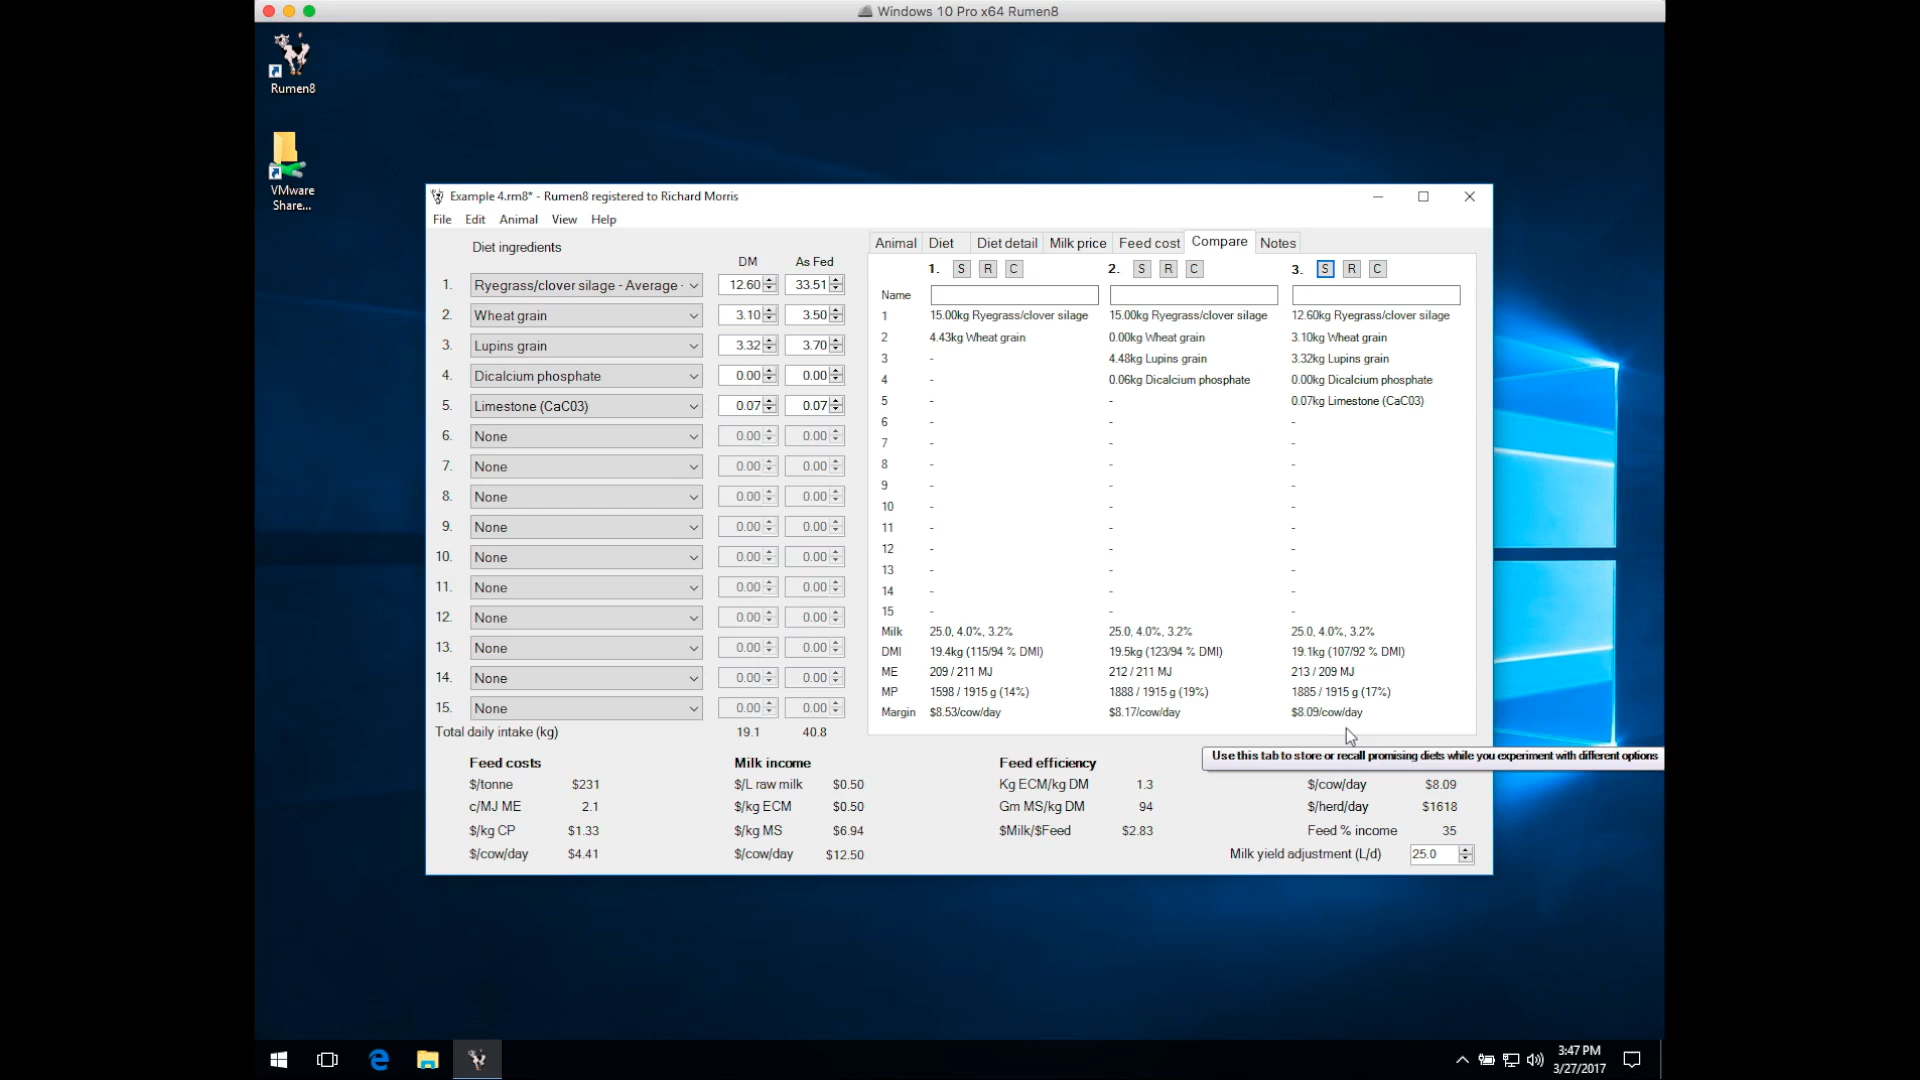 Windows 10 Pro x64 Rumen8
Rumen8
VMware
Share...
Example 4.rm8* - Rumen8 registered to Richard Morris
File Edit Animal View Help
Diet ingredients
DM As Fed
1. Ryegrass/clover silage - Average - 12.60 33.51
2. Wheat grain 3.10 3.50
3. Lupins grain 3.32 3.70
4. Dicalcium phosphate 0.00 0.00
5. Limestone (CaC03) 0.07 0.07
6. None 0.00 0.00
7. None 0.00 0.00
8. None 0.00 0.00
9. None 0.00 0.00
10. None 0.00 0.00
11. None 0.00 0.00
12. None 0.00 0.00
13. None 0.00 0.00
14. None 0.00 0.00
15. None 0.00 0.00
Total daily intake (kg) 19.1 40.8
Animal Diet Diet detail Milk price Feed cost Compare Notes
1. S R C 2. S R C 3. S R C
Name
1 15.00kg Ryegrass/clover silage 15.00kg Ryegrass/clover silage 12.60kg Ryegrass/clover silage
2 4.43kg Wheat grain 0.00kg Wheat grain 3.10kg Wheat grain
3 - 4.48kg Lupins grain 3.32kg Lupins grain
4 - 0.06kg Dicalcium phosphate 0.00kg Dicalcium phosphate
5 - - 0.07kg Limestone (CaC03)
6 - - -
7 - - -
8 - - -
9 - - -
10 - - -
11 - - -
12 - - -
13 - - -
14 - - -
15 - - -
Milk 25.0, 4.0%, 3.2% 25.0, 4.0%, 3.2% 25.0, 4.0%, 3.2%
DMI 19.4kg (115/94 % DMI) 19.5kg (123/94 % DMI) 19.1kg (107/92 % DMI)
ME 209 / 211 MJ 212 / 211 MJ 213 / 209 MJ
MP 1598 / 1915 g (14%) 1888 / 1915 g (19%) 1885 / 1915 g (17%)
Margin $8.53/cow/day $8.17/cow/day $8.09/cow/day
Use this tab to store or recall promising diets while you experiment with different options
Feed costs Milk income Feed efficiency
$/tonne $231 $/L raw milk $0.50 Kg ECM/kg DM 1.3 $/cow/day $8.09
c/MJ ME 2.1 $/kg ECM $0.50 Gm MS/kg DM 94 $/herd/day $1618
$/kg CP $1.33 $/kg MS $6.94 $Milk/$Feed $2.83 Feed % income 35
$/cow/day $4.41 $/cow/day $12.50 Milk yield adjustment (L/d) 25.0
3:47 PM
3/27/2017